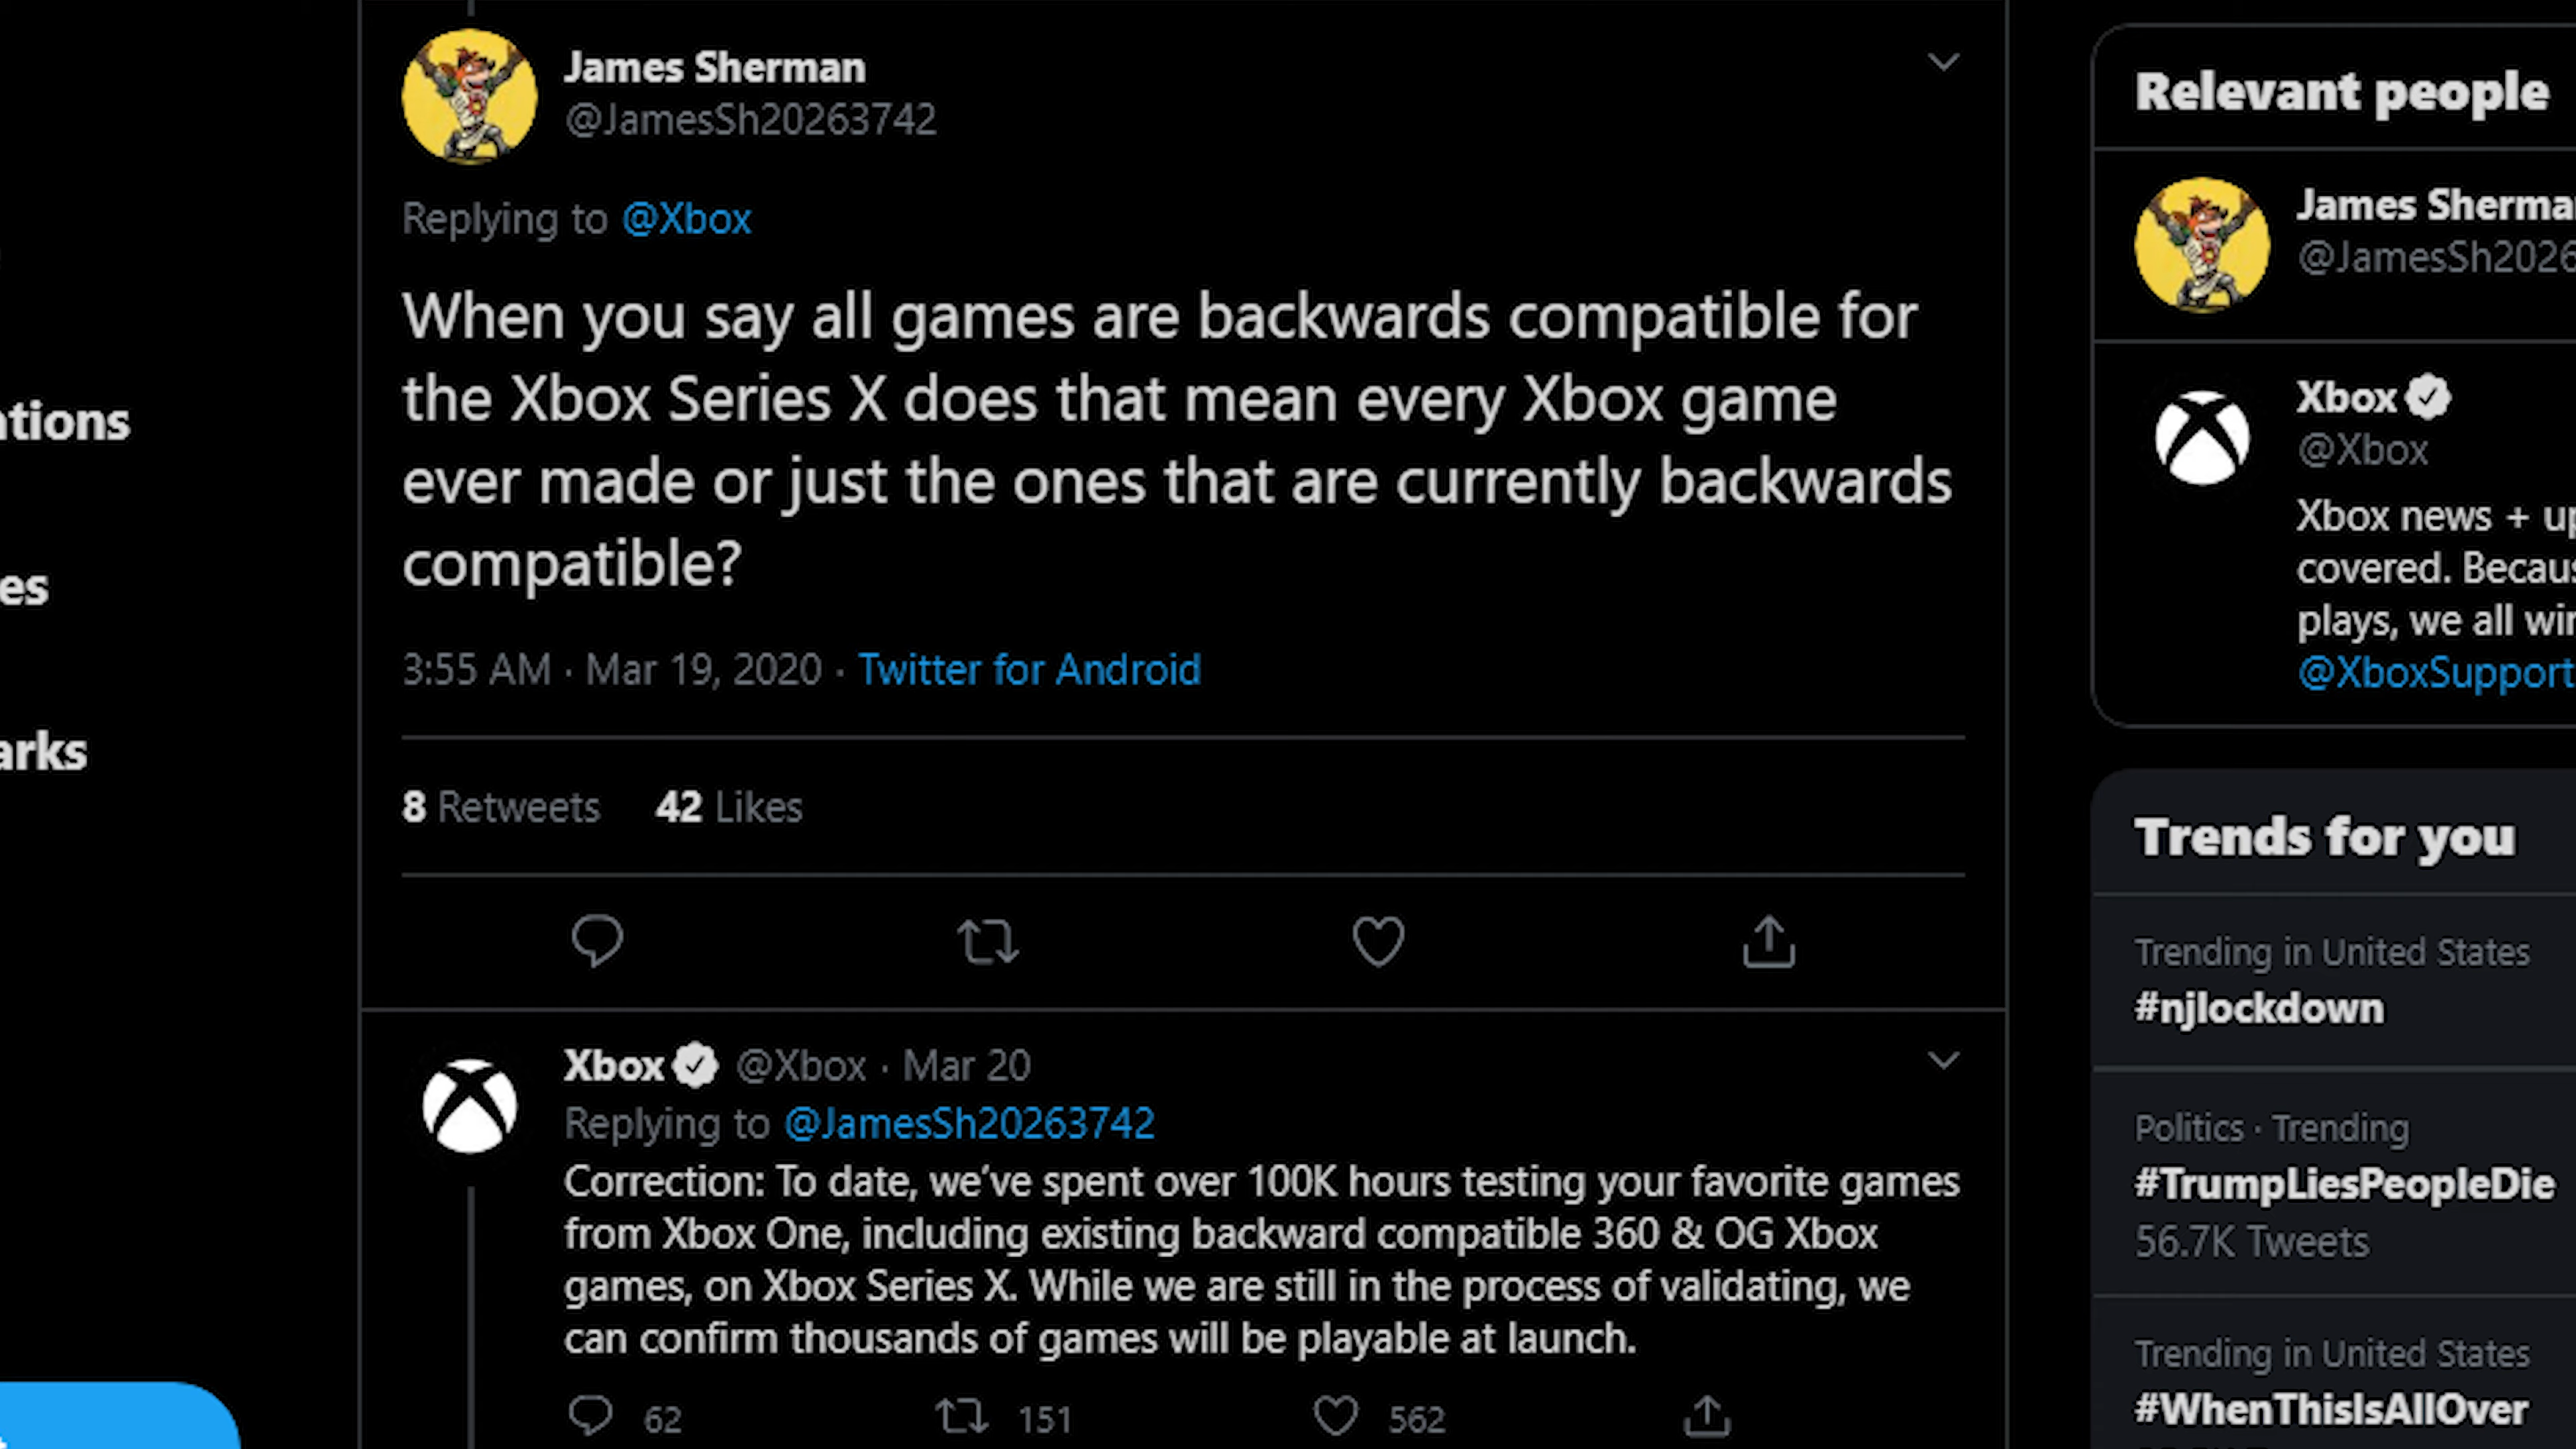 James Sherman
@JamesSh20263742
Replying to @Xbox
When you say all games are backwards compatible for
the Xbox Series X does that mean every Xbox game
ever made or just the ones that are currently backwards
compatible?
3:55 AM · Mar 19, 2020 · Twitter for Android
8 Retweets 42 Likes
Xbox @Xbox · Mar 20
Replying to @JamesSh20263742
Correction: To date, we've spent over 100K hours testing your favorite games
from Xbox One, including existing backward compatible 360 & OG Xbox
games, on Xbox Series X. While we are still in the process of validating, we
can confirm thousands of games will be playable at launch.
62 151 562
ations
es
arks
Relevant people
James Sherma
@JamesSh2026
Xbox
@Xbox
Xbox news + up
covered. Becaus
plays, we all win
@XboxSupport
Trends for you
Trending in United States
#njlockdown
Politics · Trending
#TrumpLiesPeopleDie
56.7K Tweets
Trending in United States
#WhenThisIsAllOver